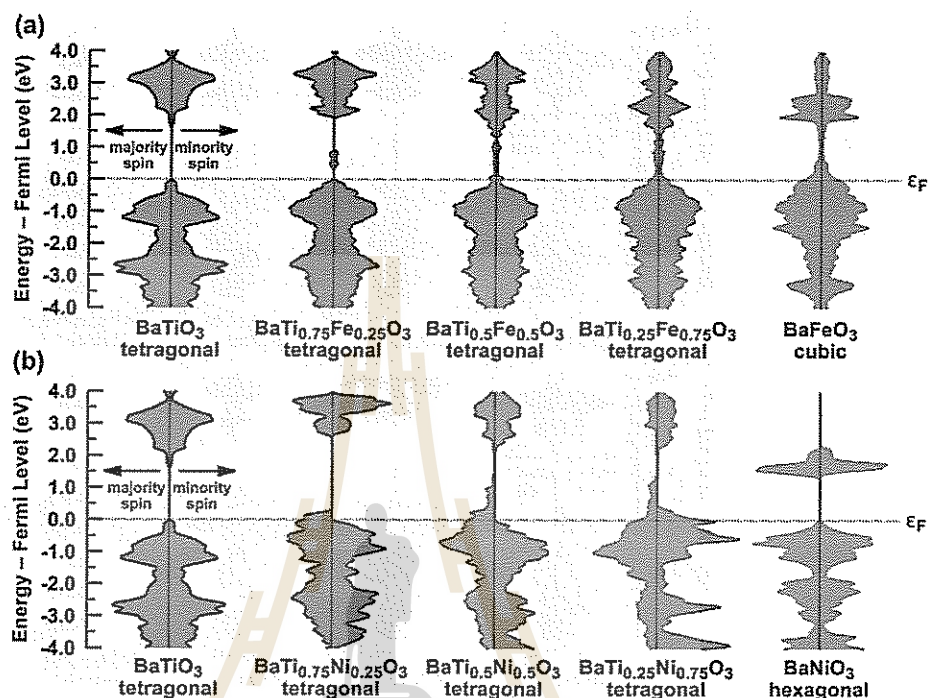 (a)
Energy – Fermi Level (eV)
4.0
3.0
2.0
1.0
0.0
-1.0
-2.0
-3.0
-4.0
majority spin
minority spin
εF
BaTiO3 tetragonal
BaTi0.75Fe0.25O3 tetragonal
BaTi0.5Fe0.5O3 tetragonal
BaTi0.25Fe0.75O3 tetragonal
BaFeO3 cubic
(b)
Energy – Fermi Level (eV)
4.0
3.0
2.0
1.0
0.0
-1.0
-2.0
-3.0
-4.0
majority spin
minority spin
εF
BaTiO3 tetragonal
BaTi0.75Ni0.25O3 tetragonal
BaTi0.5Ni0.5O3 tetragonal
BaTi0.25Ni0.75O3 tetragonal
BaNiO3 hexagonal